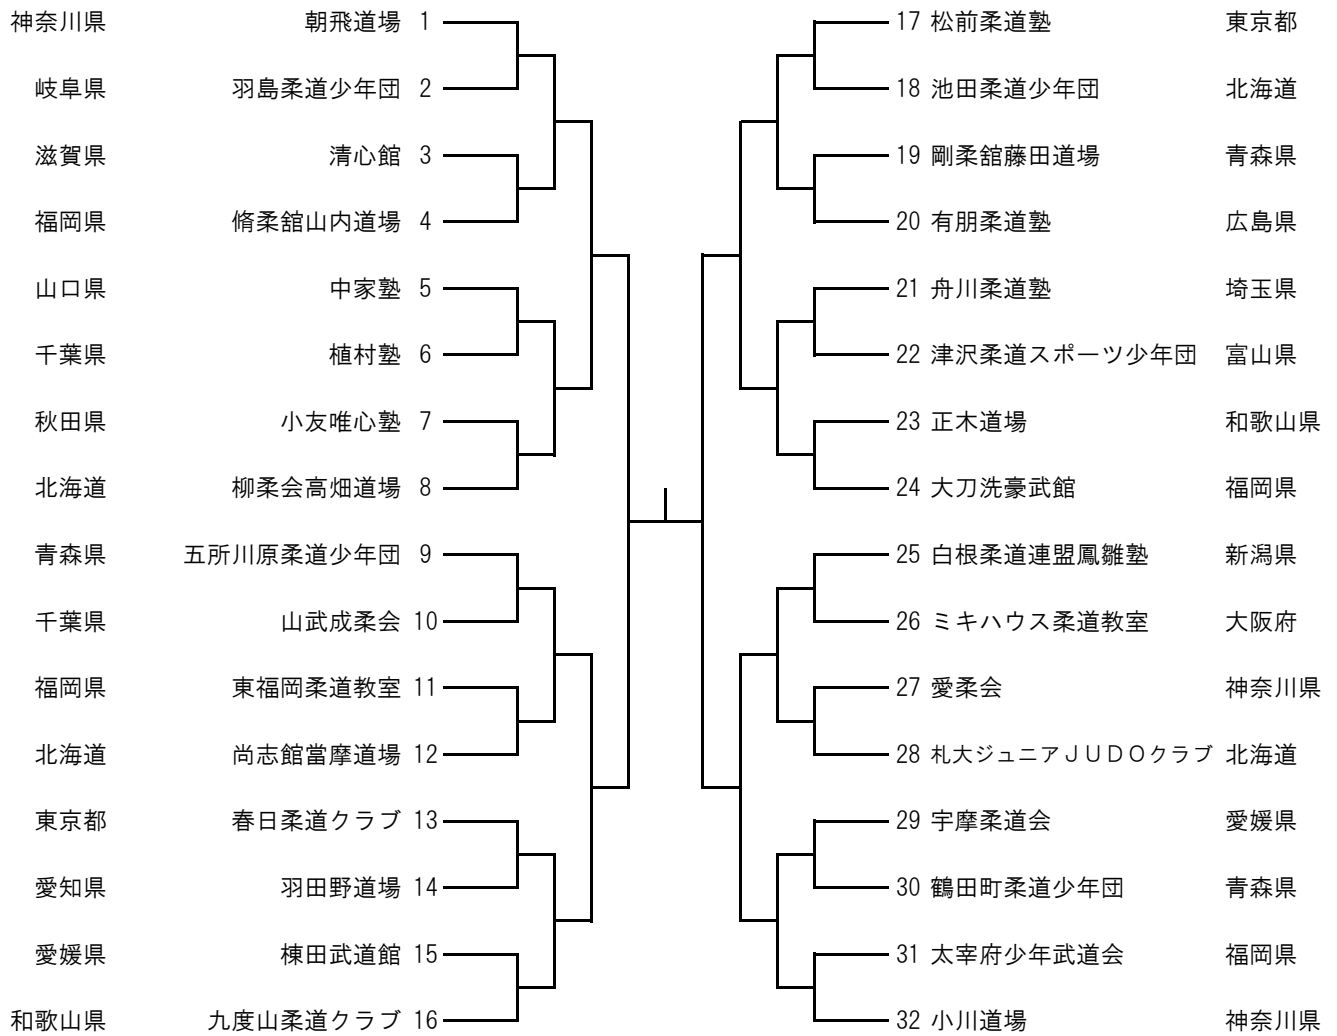 神奈川県 朝飛道場 1
岐阜県 羽島柔道少年団 2
滋賀県 清心館 3
福岡県 脩柔舘山内道場 4
山口県 中家塾 5
千葉県 植村塾 6
秋田県 小友唯心塾 7
北海道 柳柔会高畑道場 8
青森県 五所川原柔道少年団 9
千葉県 山武成柔会 10
福岡県 東福岡柔道教室 11
北海道 尚志館當摩道場 12
東京都 春日柔道クラブ 13
愛知県 羽田野道場 14
愛媛県 棟田武道館 15
和歌山県 九度山柔道クラブ 16
17 松前柔道塾 東京都
18 池田柔道少年団 北海道
19 剛柔舘藤田道場 青森県
20 有朋柔道塾 広島県
21 舟川柔道塾 埼玉県
22 津沢柔道スポーツ少年団 富山県
23 正木道場 和歌山県
24 大刀洗豪武館 福岡県
25 白根柔道連盟鳳雛塾 新潟県
26 ミキハウス柔道教室 大阪府
27 愛柔会 神奈川県
28 札大ジュニアＪＵＤＯクラブ 北海道
29 宇摩柔道会 愛媛県
30 鶴田町柔道少年団 青森県
31 太宰府少年武道会 福岡県
32 小川道場 神奈川県